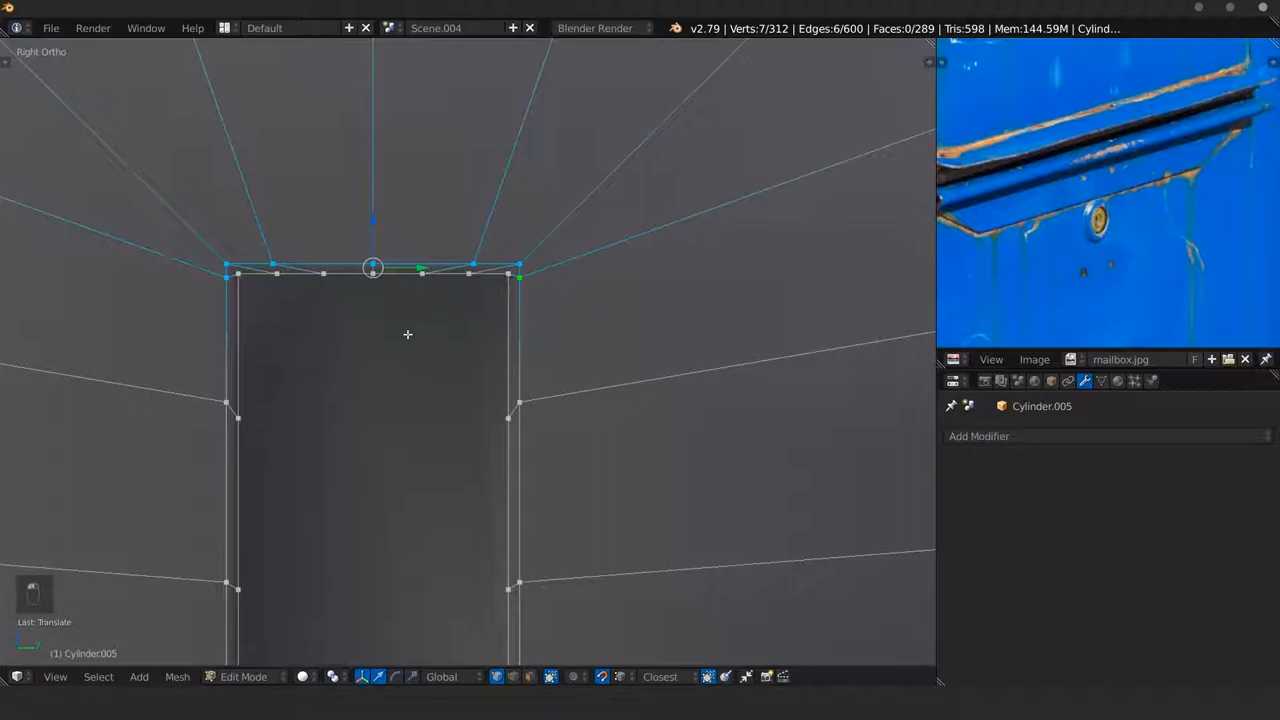 File Render Window Help Default Scene.004 Blender Render v2.79 | Verts:7/312 | Edges:6/600 | Faces:0/289 | Tris:598 | Mem:144.59M | Cylind...
Right Ortho
View Image mailbox.jpg F
Cylinder.005
Add Modifier
Last: Translate
(1) Cylinder.005
View Select Add Mesh Edit Mode Global Closest